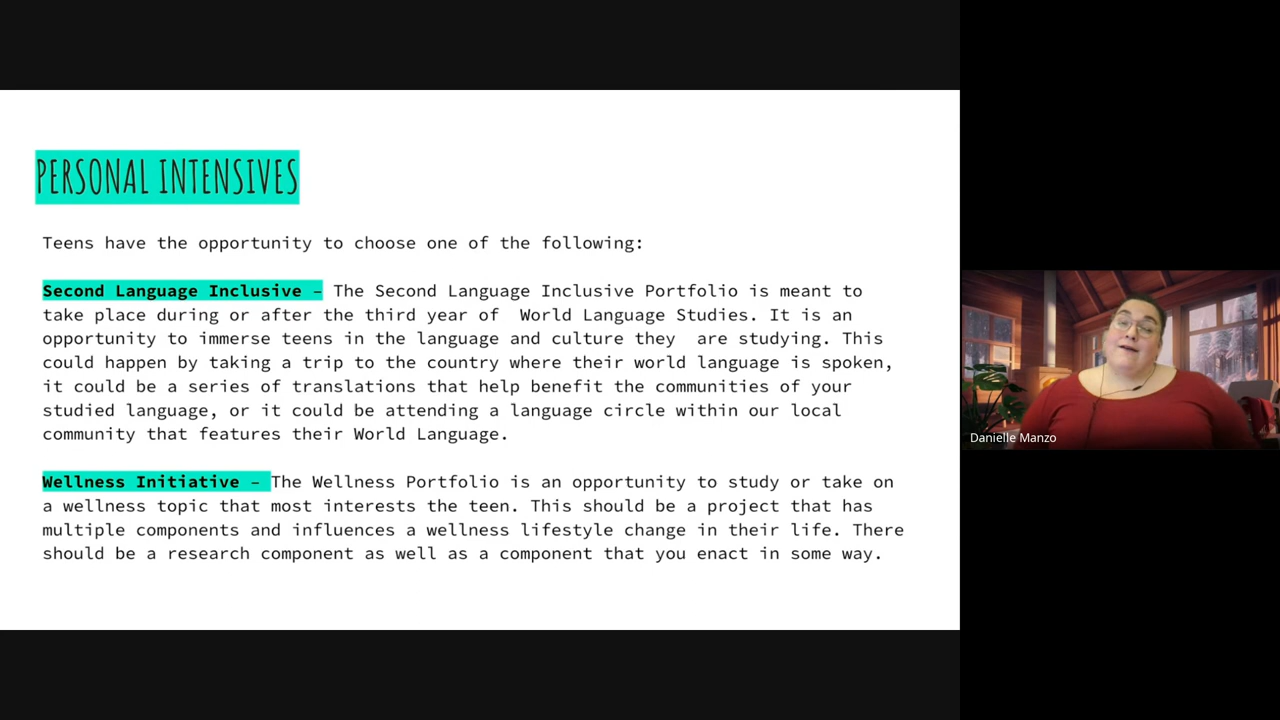 PERSONAL INTENSIVES
Teens have the opportunity to choose one of the following:
Second Language Inclusive – The Second Language Inclusive Portfolio is meant to
take place during or after the third year of  World Language Studies. It is an
opportunity to immerse teens in the language and culture they  are studying. This
could happen by taking a trip to the country where their world language is spoken,
it could be a series of translations that help benefit the communities of your
studied language, or it could be attending a language circle within our local
community that features their World Language.
Wellness Initiative – The Wellness Portfolio is an opportunity to study or take on
a wellness topic that most interests the teen. This should be a project that has
multiple components and influences a wellness lifestyle change in their life. There
should be a research component as well as a component that you enact in some way.
Danielle Manzo